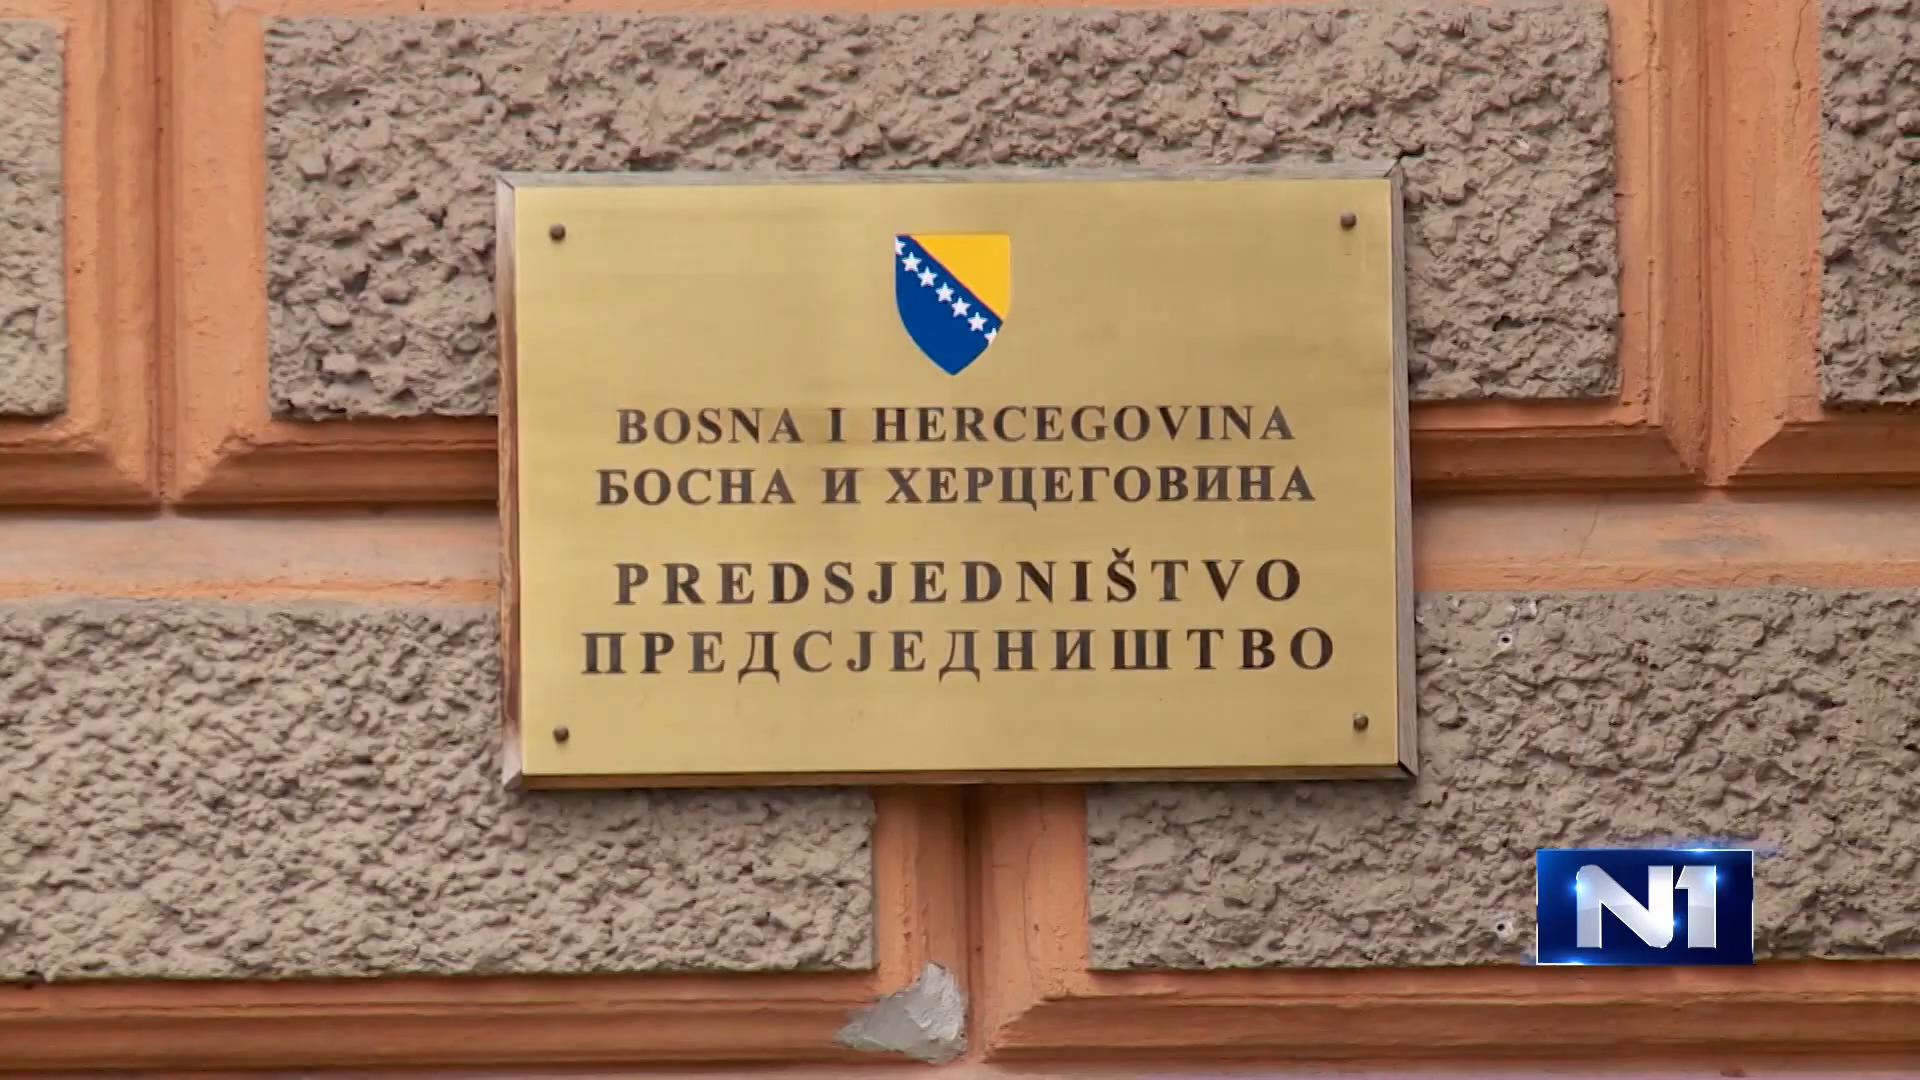 BOSNA I HERCEGOVINA
БОСНА И ХЕРЦЕГОВИНА
PREDSJEDNIŠTVO
ПРЕДСЈЕДНИШТВО
N1